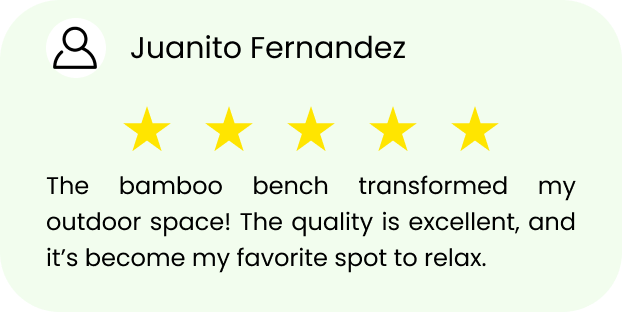 Juanito Fernandez
The bamboo bench transformed my
outdoor space! The quality is excellent, and
it’s become my favorite spot to relax.